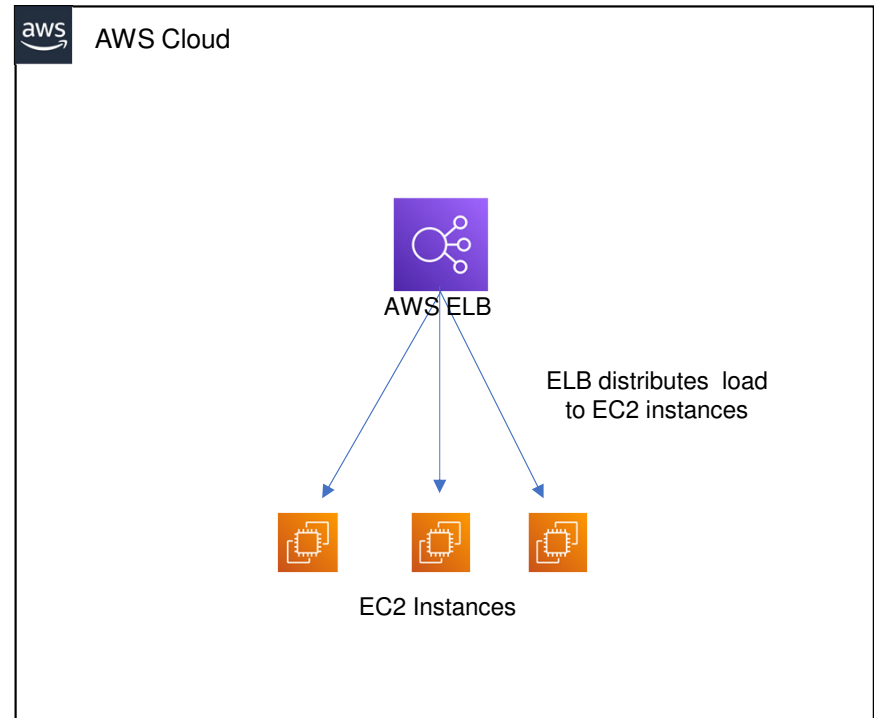 aws
AWS Cloud
AWS ELB
ELB distributes  load
to EC2 instances
EC2 Instances